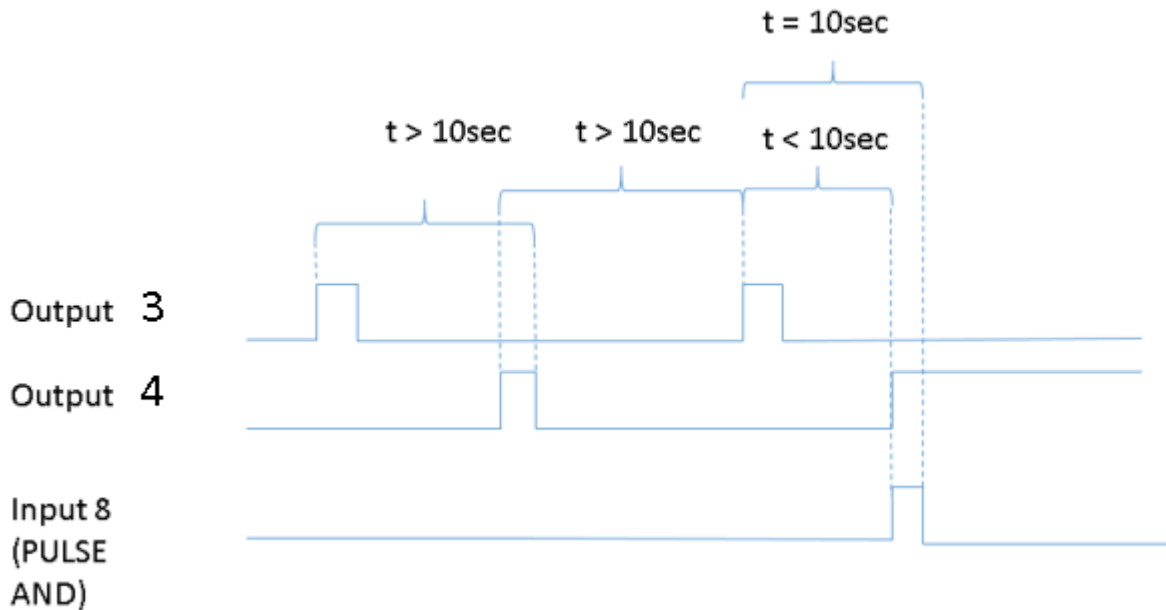 t = 10sec
t > 10sec
t > 10sec
t < 10sec
Output 3
Output 4
Input 8
(PULSE
AND)